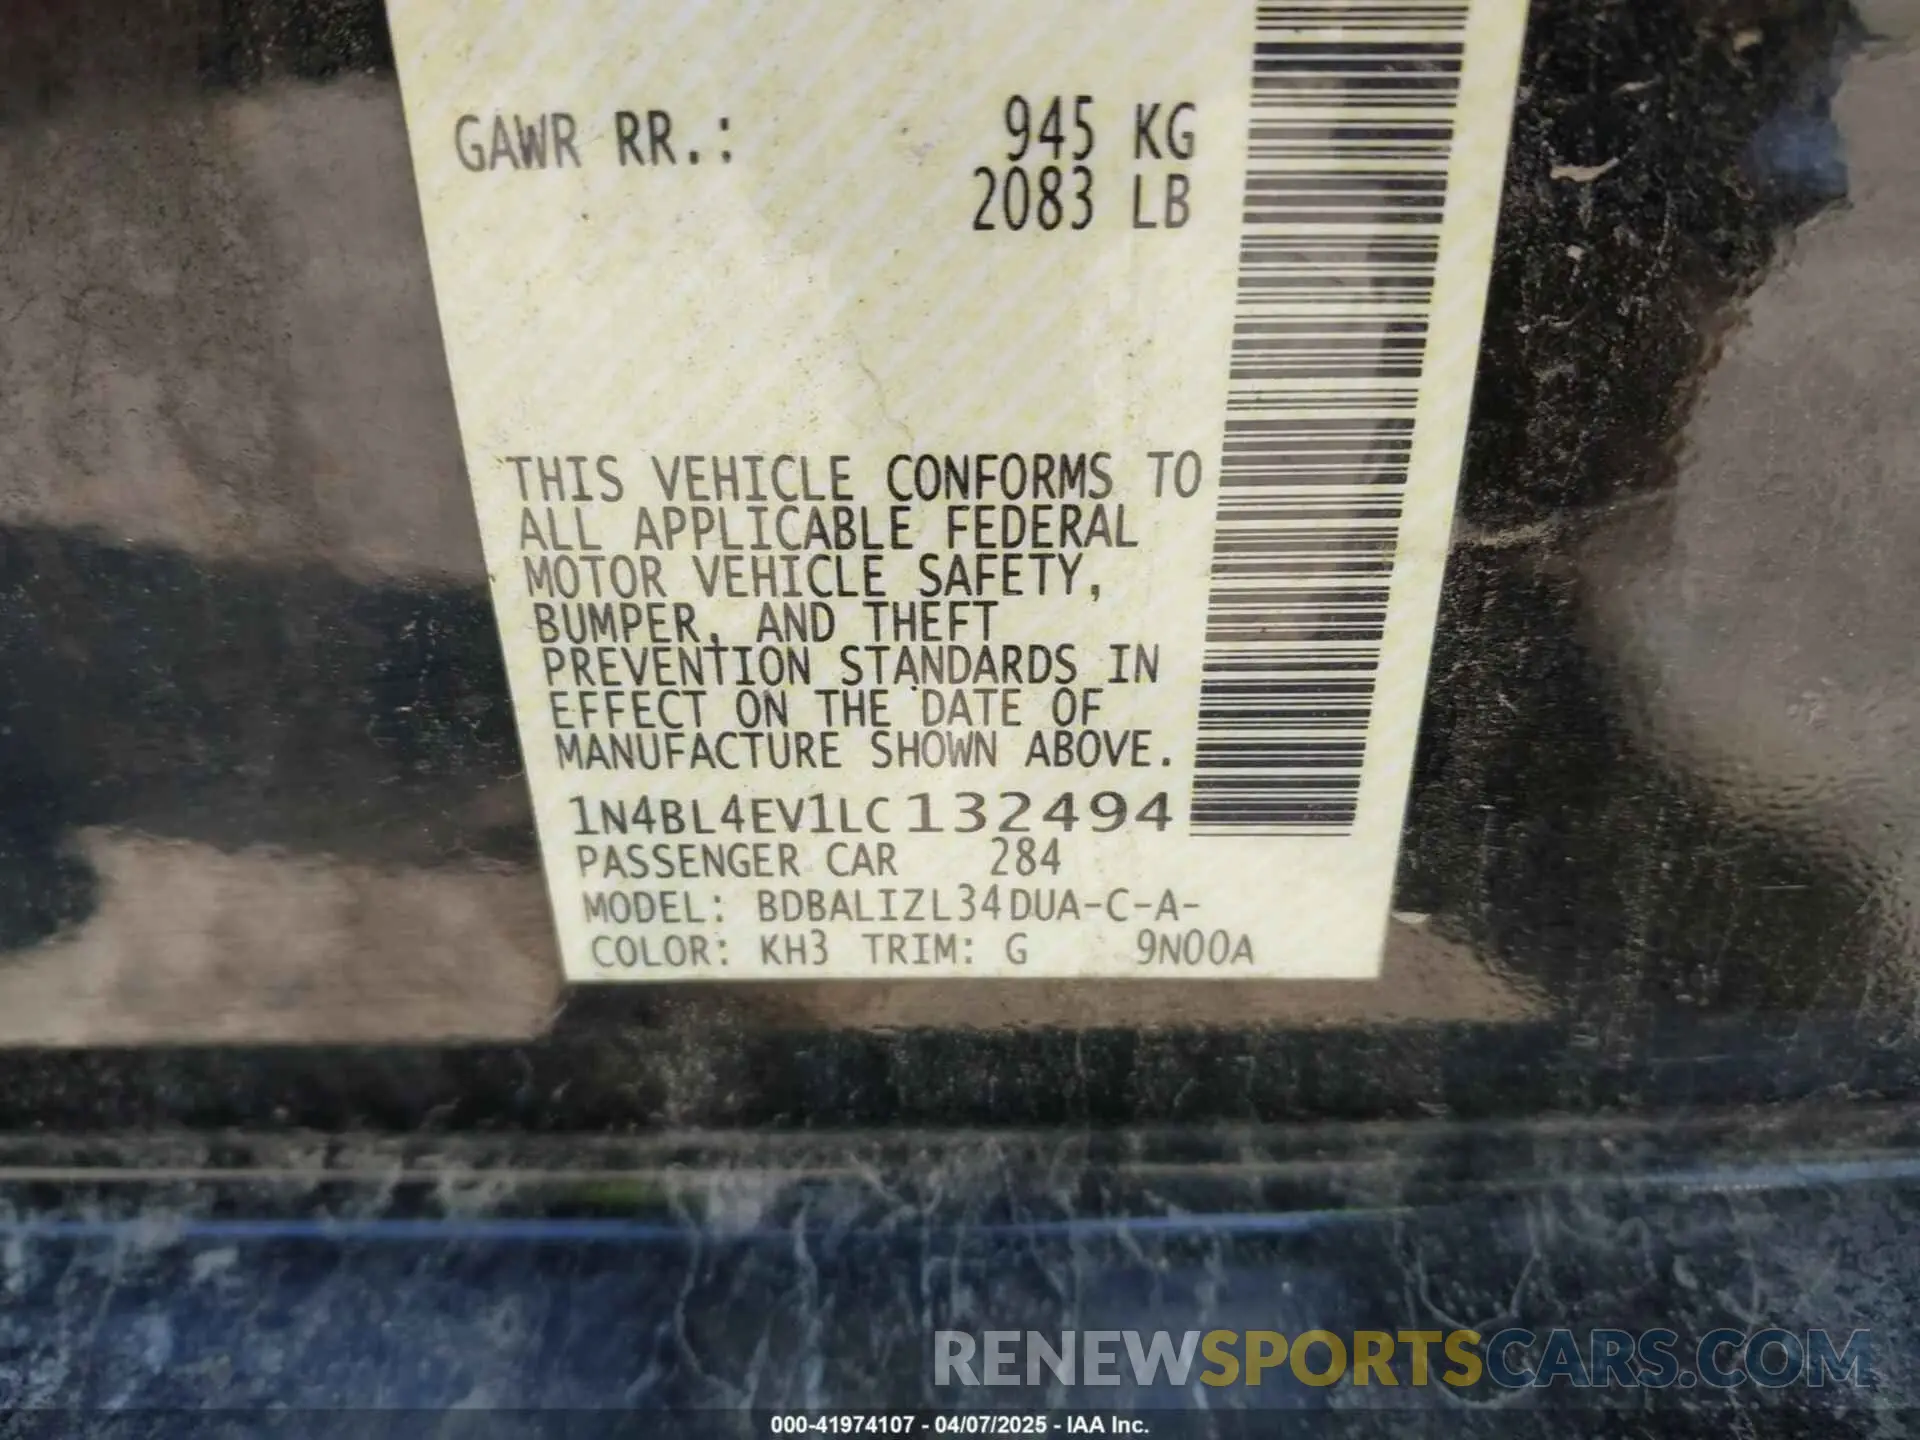 GAWR RR.: 945 KG
2083 LB
THIS VEHICLE CONFORMS TO
ALL APPLICABLE FEDERAL
MOTOR VEHICLE SAFETY,
BUMPER, AND THEFT
PREVENTION STANDARDS IN
EFFECT ON THE DATE OF
MANUFACTURE SHOWN ABOVE.
1N4BL4EV1LC132494
PASSENGER CAR 284
MODEL: BDBALIZL34DUA-C-A-
COLOR: KH3 TRIM: G 9N00A
RENEWSPORTSCARS.COM
000-41974107 - 04/07/2025 - IAA Inc.